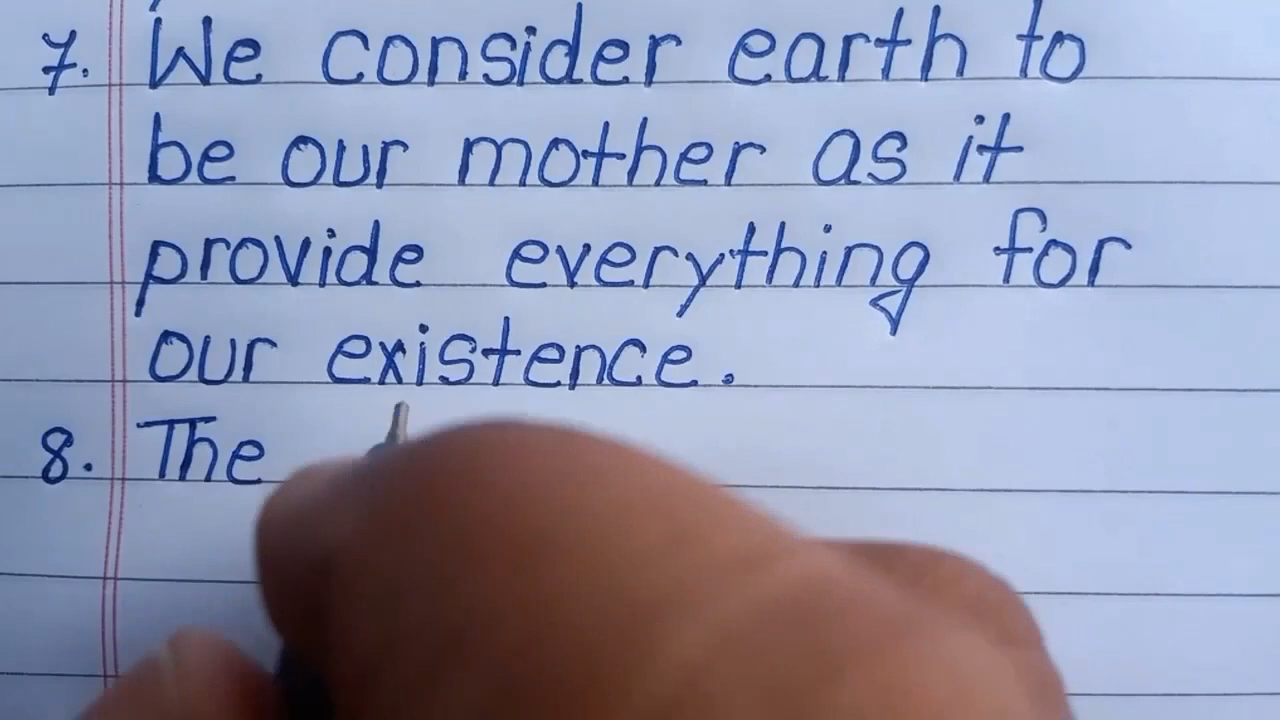 7. We consider earth to
be our mother as it
provide everything for
our existence.
8. The